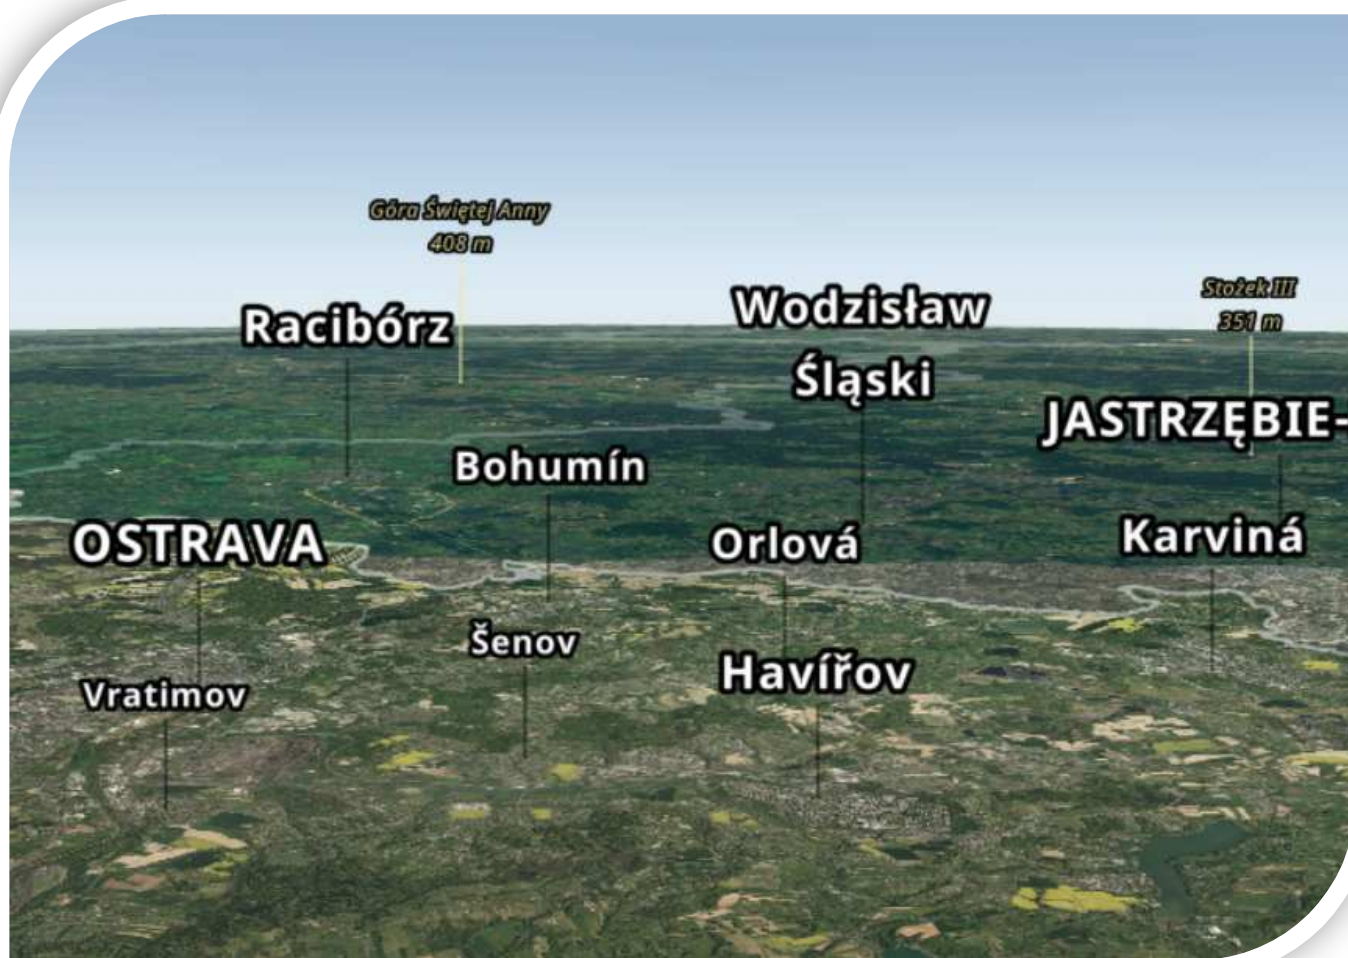 Góra Świętej Anny
408 m
Racibórz
Wodzisław
Śląski
Stożek III
351 m
JASTRZĘBIE-
Bohumín
OSTRAVA
Orlová
Karviná
Šenov
Vratimov
Havířov